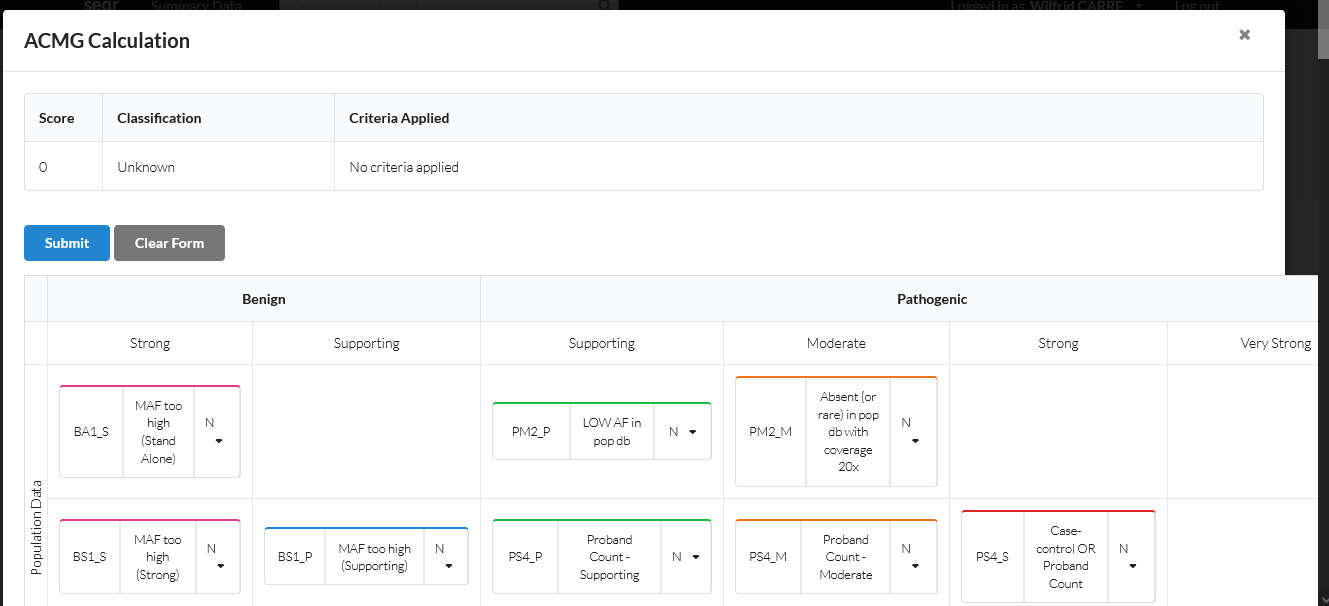 seqr Summary Data Logged in as Wilfrid CARRE Log out
ACMG Calculation
Score Classification Criteria Applied
0 Unknown No criteria applied
Submit Clear Form
Benign Pathogenic
Strong Supporting Supporting Moderate Strong Very Strong
Population Data
BA1_S
MAF too
high
(Stand
Alone)
N
PM2_P
LOW AF in
pop db
N
PM2_M
Absent (or
rare) in pop
db with
coverage
20x
N
BS1_S
MAF too
high
(Strong)
N
BS1_P
MAF too high
(Supporting)
N
PS4_P
Proband
Count -
Supporting
N
PS4_M
Proband
Count -
Moderate
N
PS4_S
Case-
control OR
Proband
Count
N